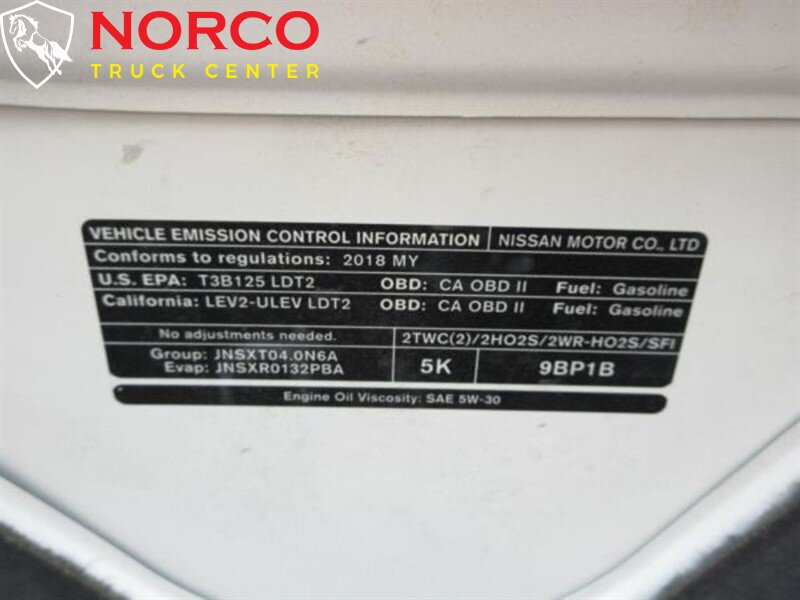 NORCO
TRUCK CENTER
VEHICLE EMISSION CONTROL INFORMATION NISSAN MOTOR CO., LTD
Conforms to regulations: 2018 MY
U.S. EPA: T3B125 LDT2 OBD: CA OBD II Fuel: Gasoline
California: LEV2-ULEV LDT2 OBD: CA OBD II Fuel: Gasoline
No adjustments needed. 2TWC(2)/2HO2S/2WR-HO2S/SFI
Group: JNSXT04.0N6A
Evap: JNSXR0132PBA
5K 9BP1B
Engine Oil Viscosity: SAE 5W-30